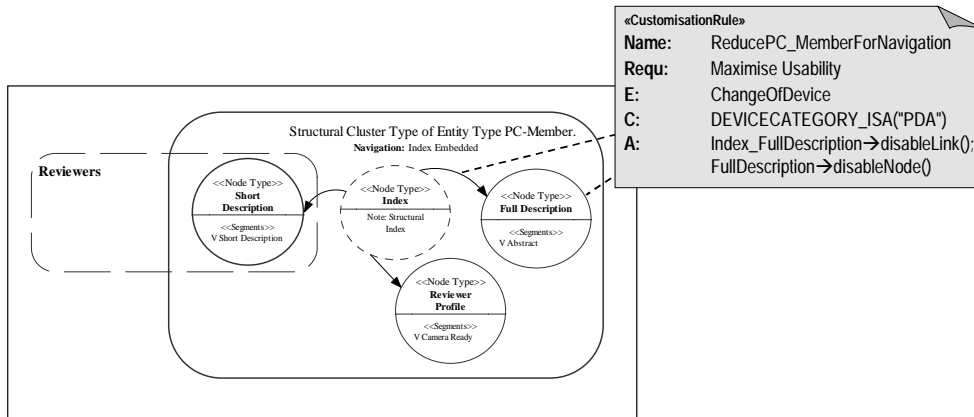 «CustomisationRule»
Name: ReducePC_MemberForNavigation
Requ: Maximise Usability
E: ChangeOfDevice
C: DEVICECATEGORY_ISA("PDA")
A: Index_FullDescription→disableLink();
FullDescription→disableNode()
Structural Cluster Type of Entity Type PC-Member.
Navigation: Index Embedded
Reviewers
<<Node Type>>
Short
Description
<<Segments>>
V Short Description
<<Node Type>>
Index
Note: Structural
Index
<<Node Type>>
Full Description
<<Segments>>
V Abstract
<<Node Type>>
Reviewer
Profile
<<Segments>>
V Camera Ready